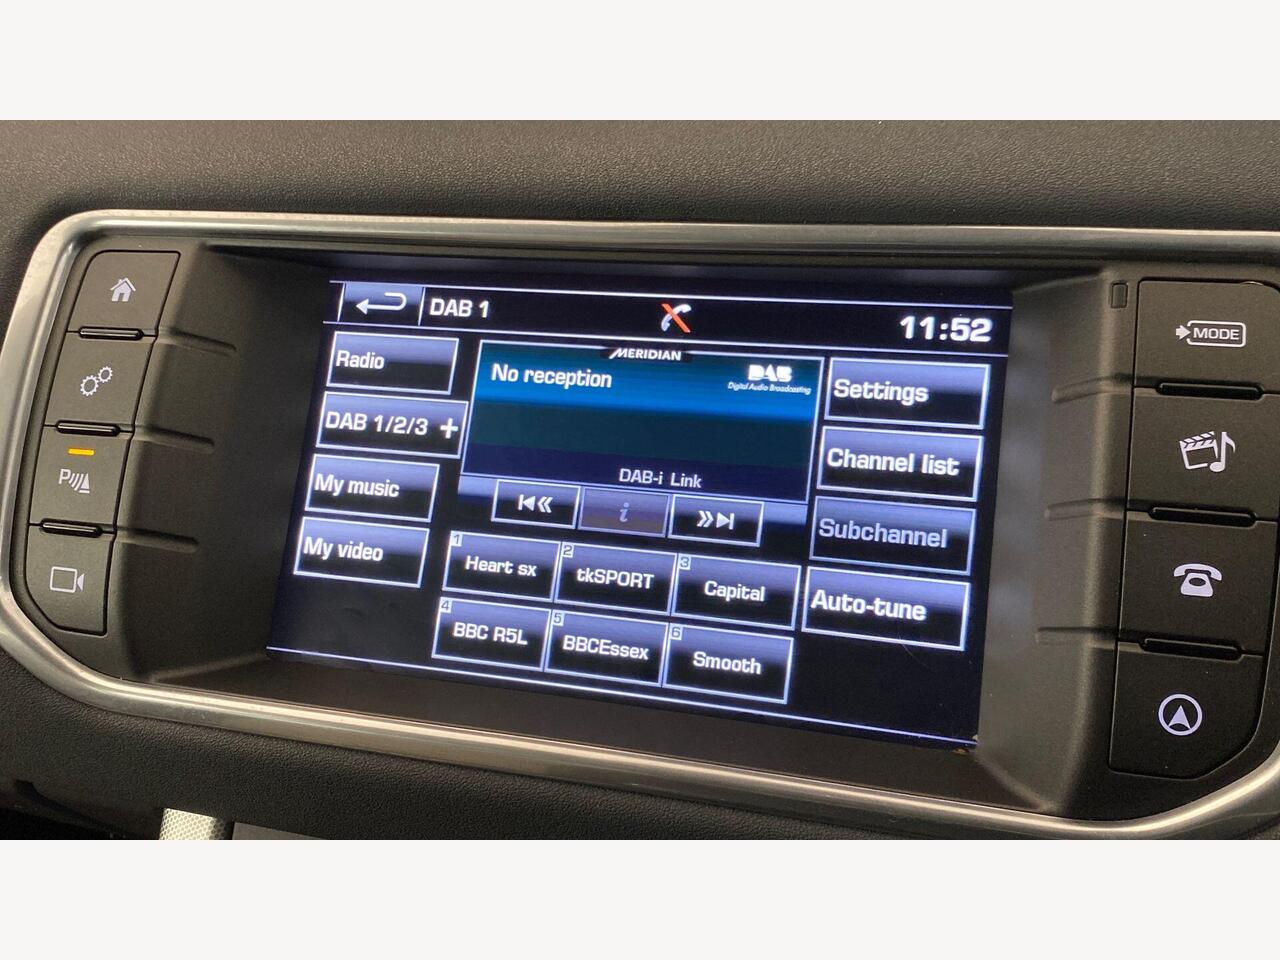 DAB 1
11:52
MODE
Radio
DAB 1/2/3 +
My music
My video
MERIDIAN
No reception
DAB
Digital Audio Broadcasting
DAB-i Link
i
Settings
Channel list
Subchannel
Auto-tune
1 Heart sx
2 tkSPORT
3 Capital
4 BBC R5L
5 BBCEssex
6 Smooth
P